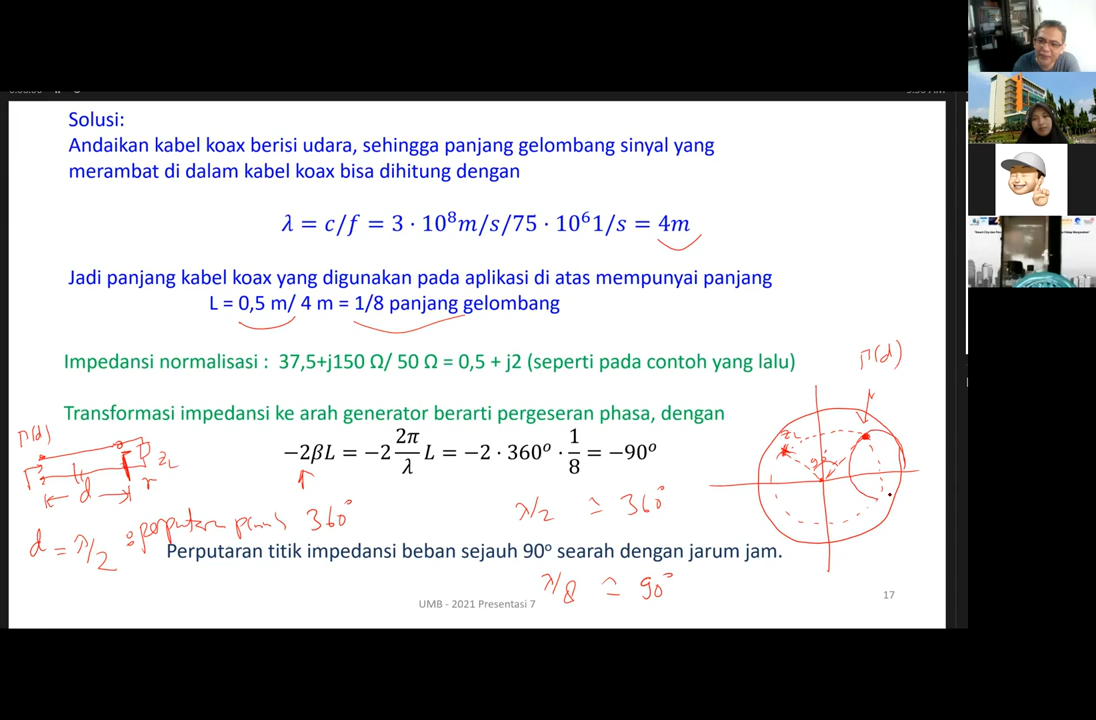 Solusi:
Andaikan kabel koax berisi udara, sehingga panjang gelombang sinyal yang
merambat di dalam kabel koax bisa dihitung dengan
λ = c/f = 3 · 10⁸m/s/75 · 10⁶1/s = 4m
Jadi panjang kabel koax yang digunakan pada aplikasi di atas mempunyai panjang
L = 0,5 m/ 4 m = 1/8 panjang gelombang
Impedansi normalisasi : 37,5+j150 Ω/ 50 Ω = 0,5 + j2 (seperti pada contoh yang lalu)
Γ(d)
Transformasi impedansi ke arah generator berarti pergeseran phasa, dengan
−2βL = −2 2π/λ L = −2 · 360° · 1/8 = −90°
Γ(d)
Z_L
d
Γ
Z_L
90°
λ/2 ≃ 360°
d = λ/2 : perputaran 360°
Perputaran titik impedansi beban sejauh 90° searah dengan jarum jam.
λ/8 ≃ 90°
UMB - 2021 Presentasi 7
17